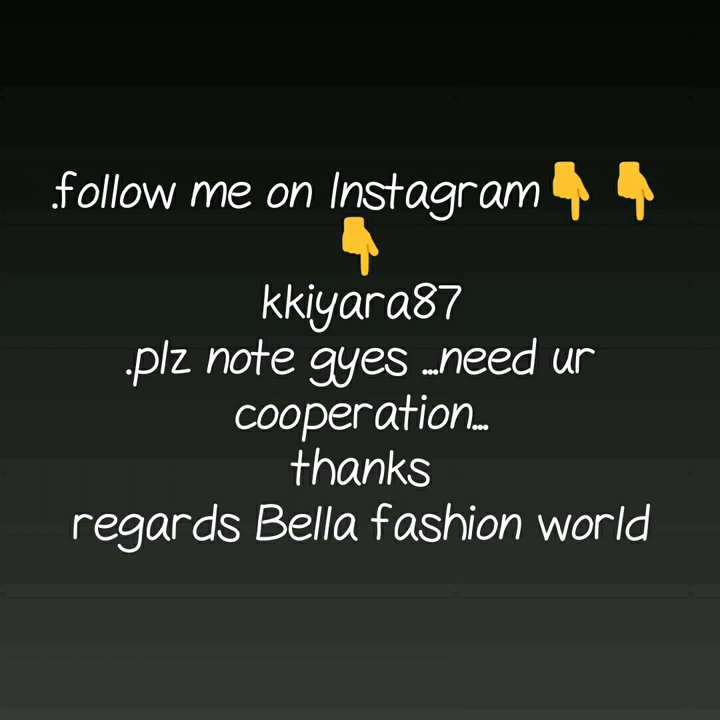 .follow me on Instagram👇 👇
👇
kkiyara87
.plz note gyes ...need ur
cooperation...
thanks
regards Bella fashion world